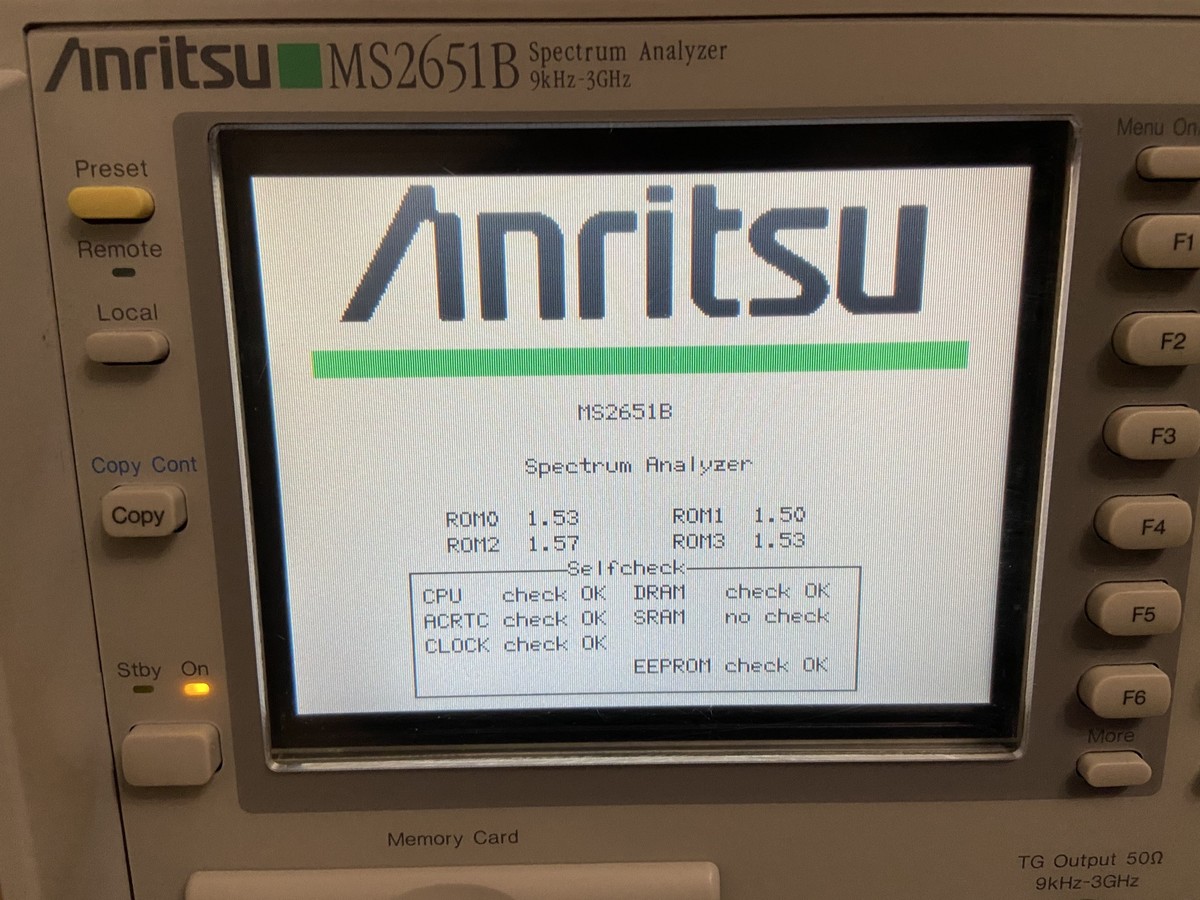 Anritsu MS2651B Spectrum Analyzer
9kHz-3GHz
Preset
Remote
Local
Copy Cont
Copy
Stby On
Anritsu
MS2651B
Spectrum Analyzer
ROM0 1.53 ROM1 1.50
ROM2 1.57 ROM3 1.53
Selfcheck
CPU check OK DRAM check OK
ACRTC check OK SRAM no check
CLOCK check OK
EEPROM check OK
Menu On
F1
F2
F3
F4
F5
F6
More
Memory Card
TG Output 50Ω
9kHz-3GHz